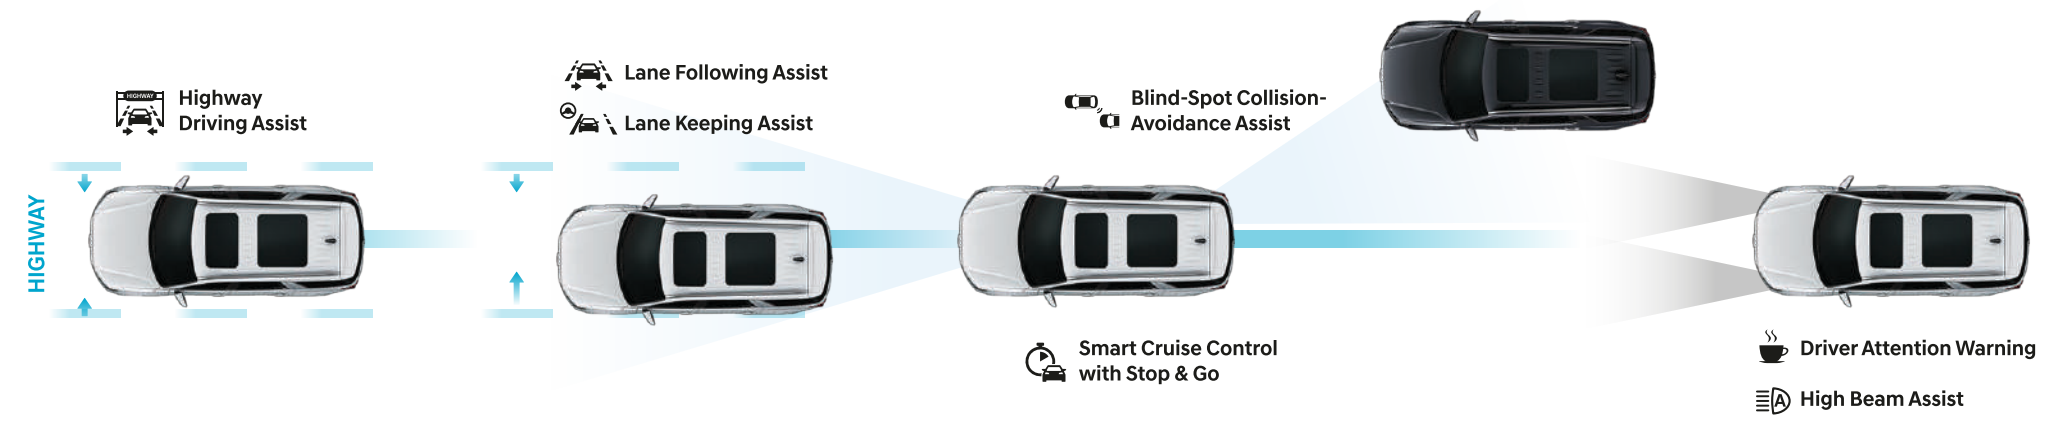 HIGHWAY
HIGHWAY
Highway
Driving Assist
Lane Following Assist
Lane Keeping Assist
Blind-Spot Collision-
Avoidance Assist
Smart Cruise Control
with Stop & Go
Driver Attention Warning
A
High Beam Assist